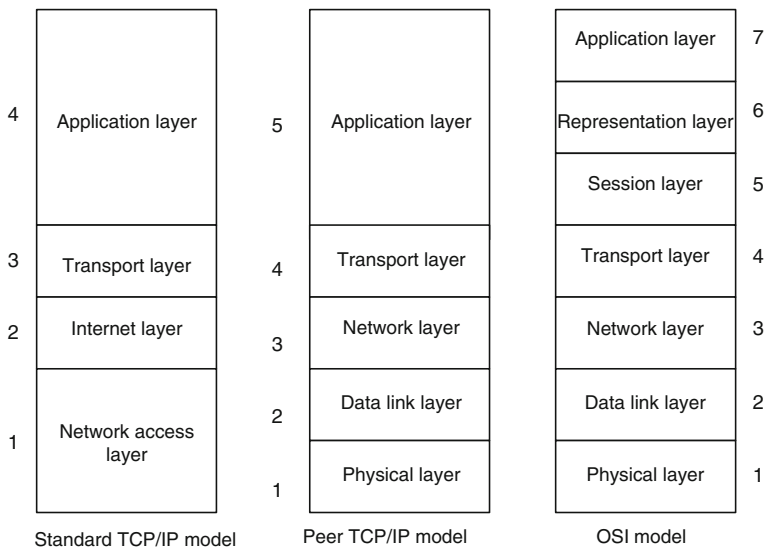 4
Application layer
3
Transport layer
2
Internet layer
1
Network access
layer
Standard TCP/IP model
5
Application layer
4
Transport layer
3
Network layer
2
Data link layer
1
Physical layer
Peer TCP/IP model
Application layer 7
Representation layer 6
Session layer 5
Transport layer 4
Network layer 3
Data link layer 2
Physical layer 1
OSI model